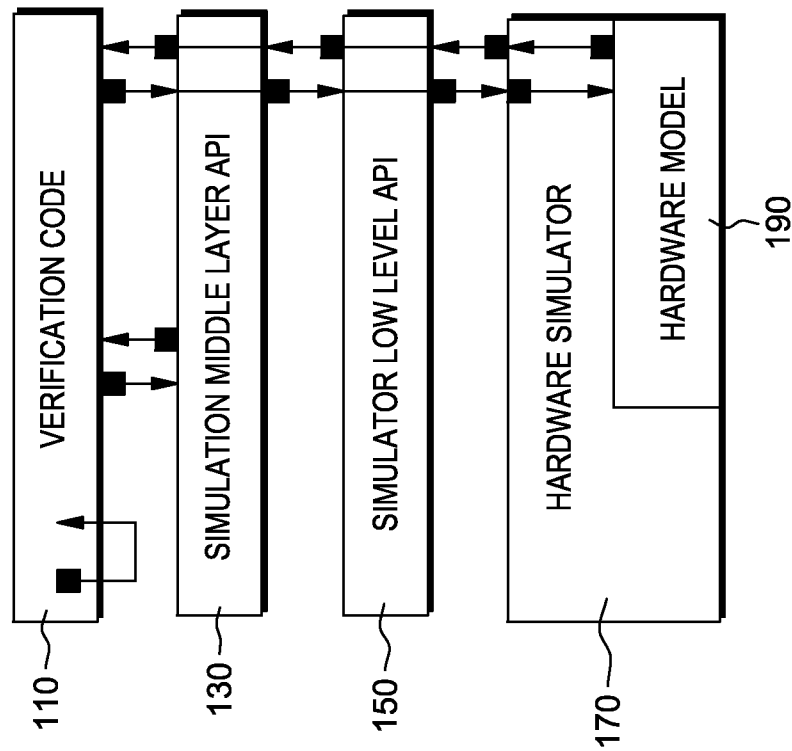 VERIFICATION CODE
SIMULATION MIDDLE LAYER API
SIMULATOR LOW LEVEL API
HARDWARE SIMULATOR
HARDWARE MODEL
110
130
150
170
190